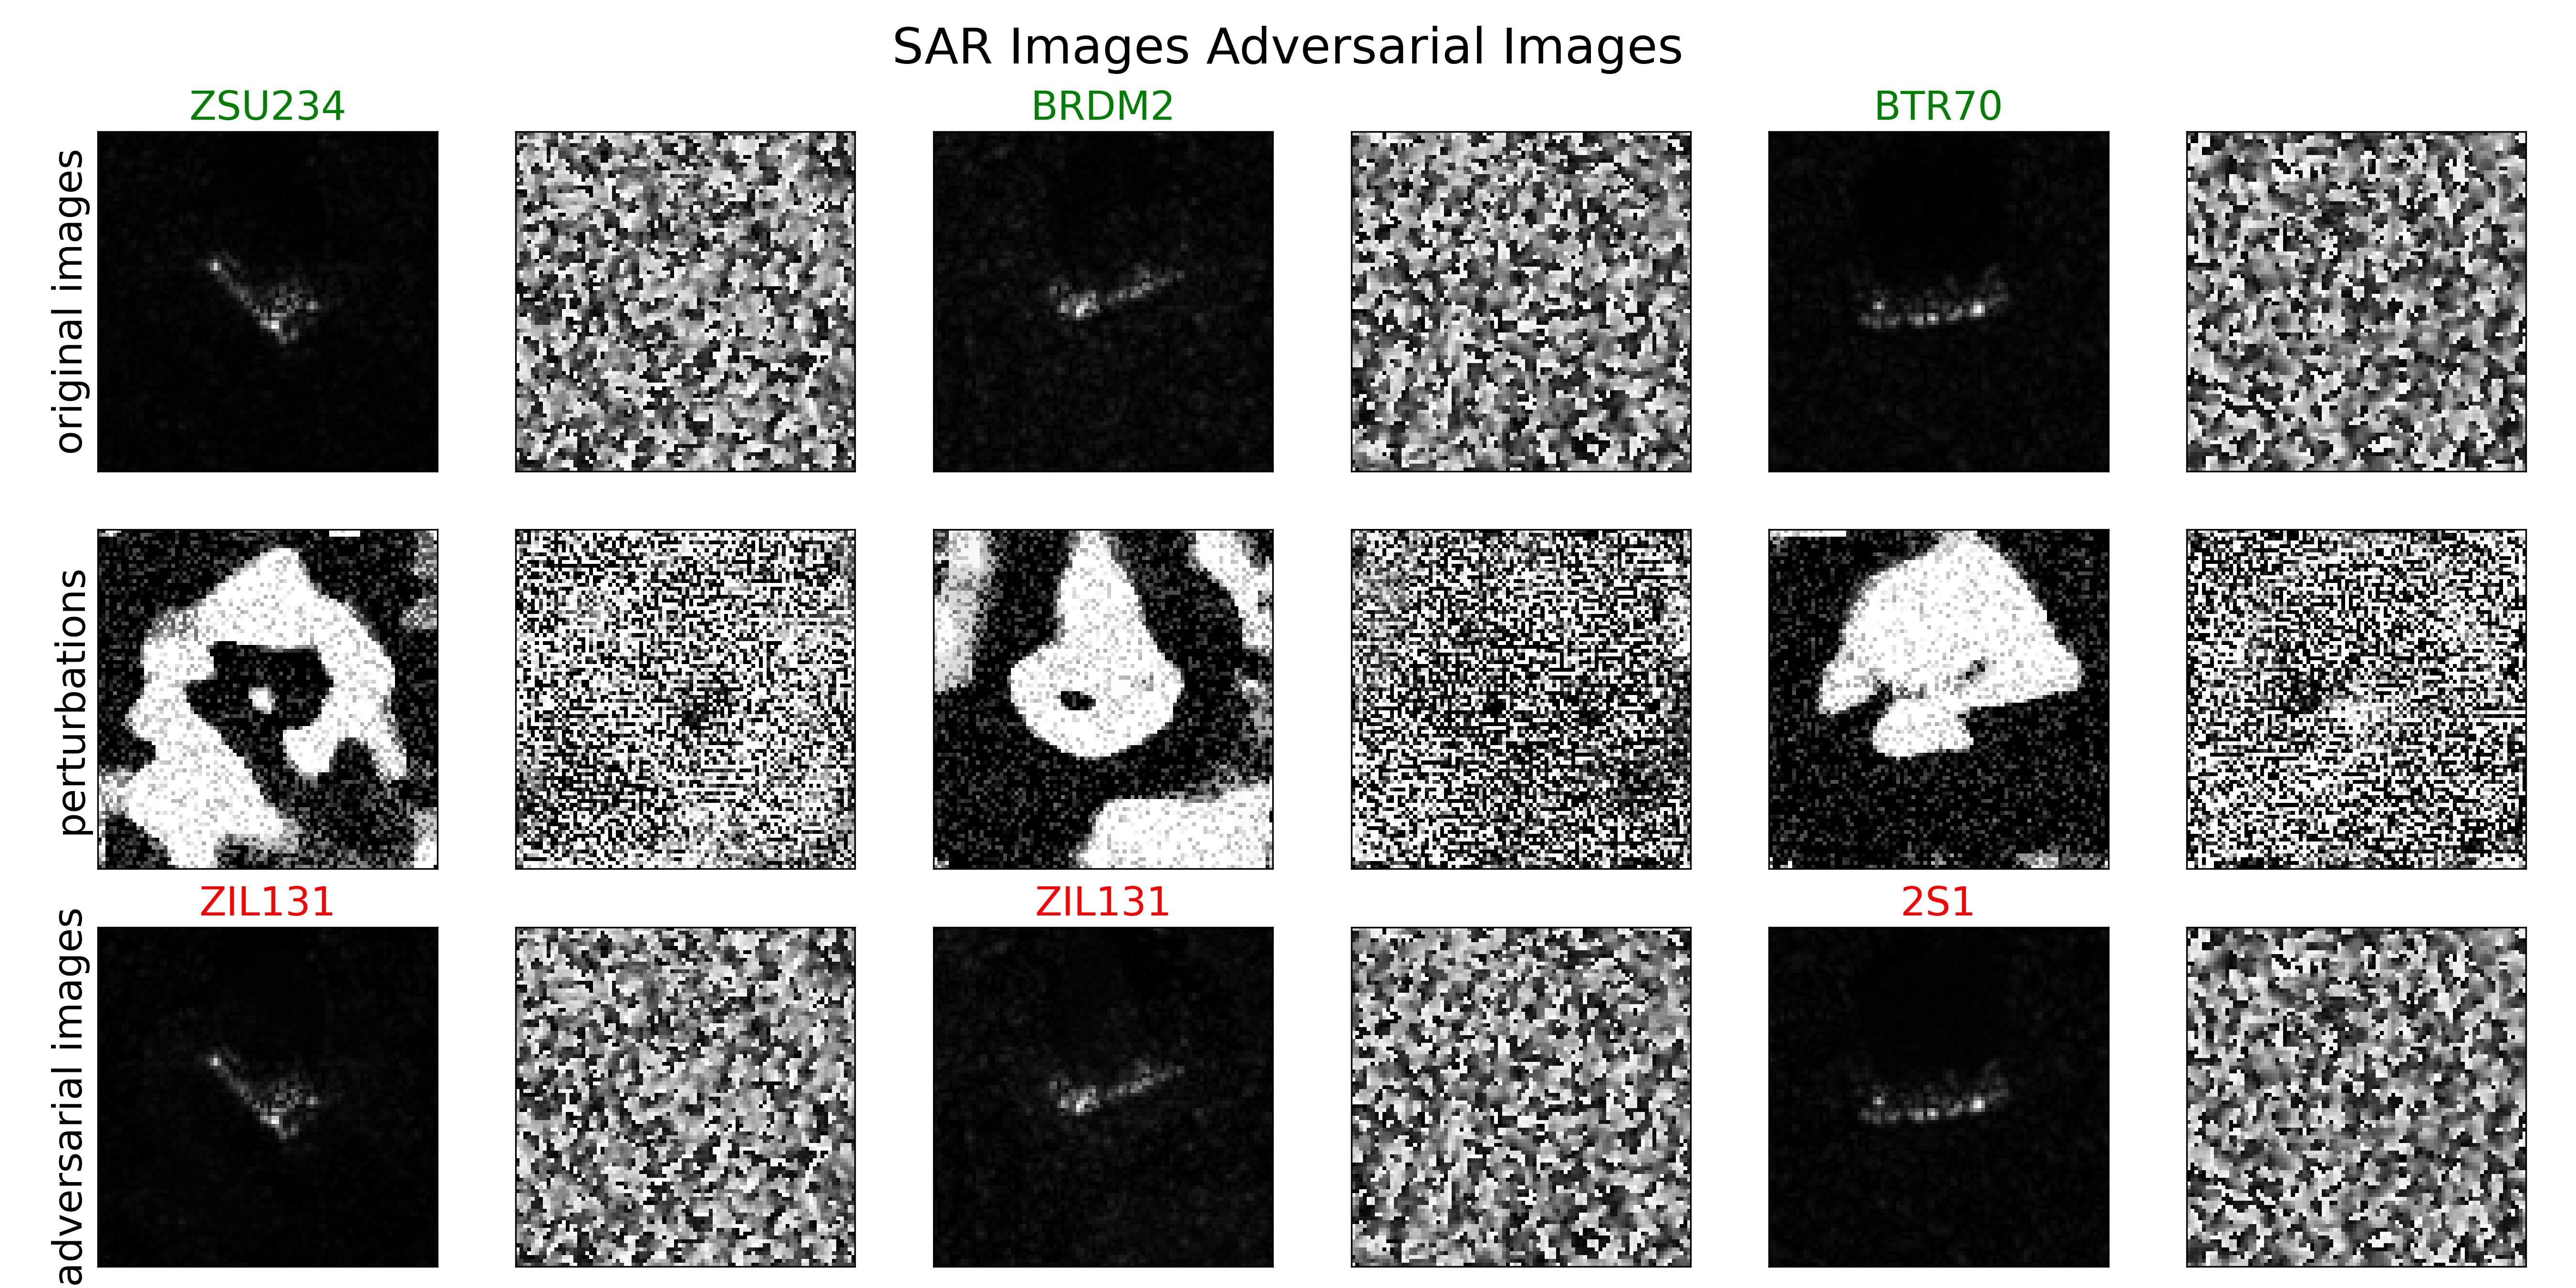 SAR Images Adversarial Images
ZSU234
BRDM2
BTR70
original images
perturbations
ZIL131
ZIL131
2S1
adversarial images